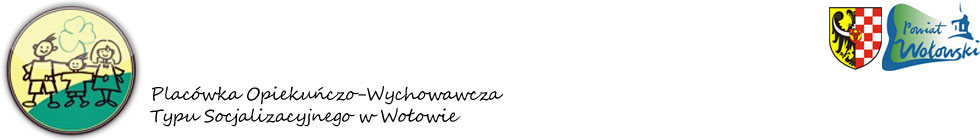 Powiat
Wołowski
Placówka Opiekuńczo-Wychowawcza
Typu Socjalizacyjnego w Wołowie